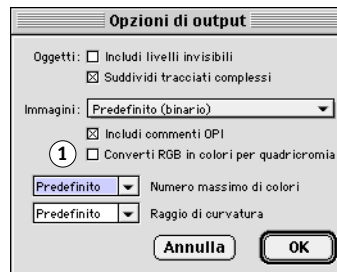 Opzioni di output
Oggetti: Includi livelli invisibili
Suddividi tracciati complessi
Immagini: Predefinito (binario)
Includi commenti OPI
1 Converti RGB in colori per quadricromia
Predefinito Numero massimo di colori
Predefinito Raggio di curvatura
Annulla OK